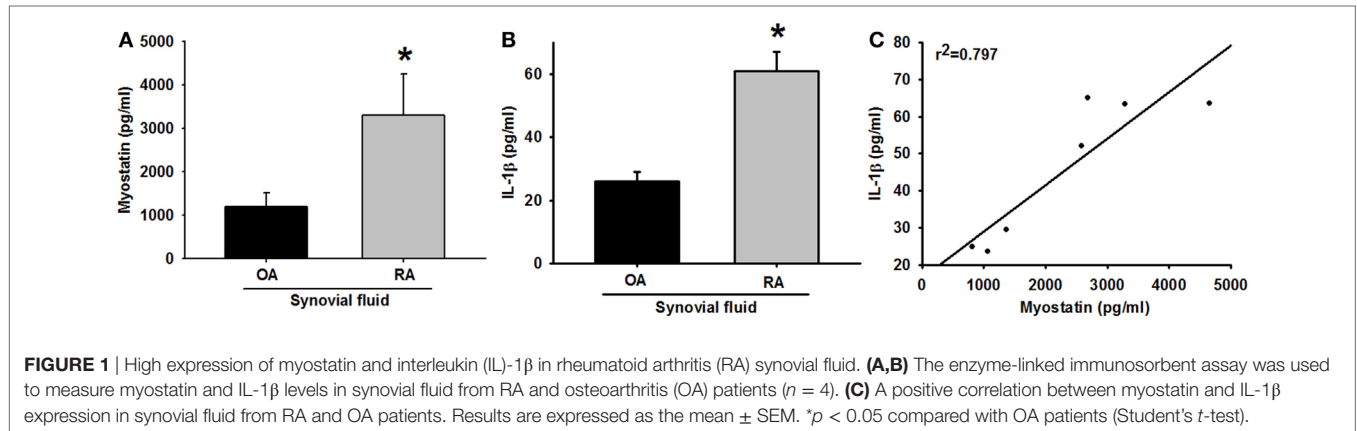 A
5000
4000
3000
2000
1000
0
Myostatin (pg/ml)
*
OA
RA
Synovial fluid
B
60
40
20
0
IL-1β (pg/ml)
*
OA
RA
Synovial fluid
C
80
70
60
50
40
30
20
IL-1β (pg/ml)
r²=0.797
0 1000 2000 3000 4000 5000
Myostatin (pg/ml)
FIGURE 1 | High expression of myostatin and interleukin (IL)-1β in rheumatoid arthritis (RA) synovial fluid. (A,B) The enzyme-linked immunosorbent assay was used
to measure myostatin and IL-1β levels in synovial fluid from RA and osteoarthritis (OA) patients (n = 4). (C) A positive correlation between myostatin and IL-1β
expression in synovial fluid from RA and OA patients. Results are expressed as the mean ± SEM. *p < 0.05 compared with OA patients (Student’s t-test).